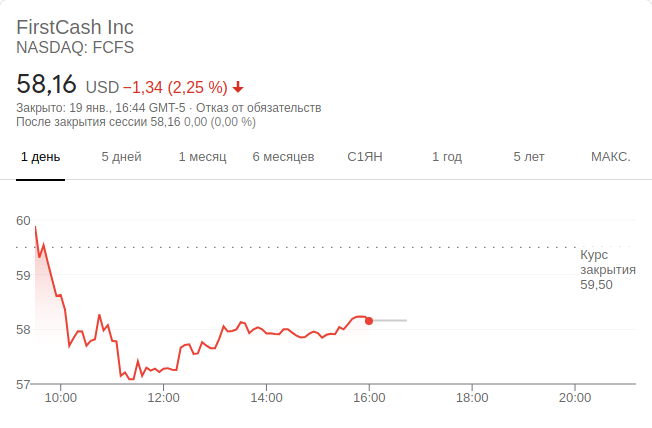 FirstCash Inc
NASDAQ: FCFS
58,16 USD −1,34 (2,25 %)
Закрыто: 19 янв., 16:44 GMT-5 · Отказ от обязательств
После закрытия сессии 58,16 0,00 (0,00 %)
1 день 5 дней 1 месяц 6 месяцев С1ЯН 1 год 5 лет МАКС.
60
59
58
57
Курс
закрытия
59,50
10:00 12:00 14:00 16:00 18:00 20:00